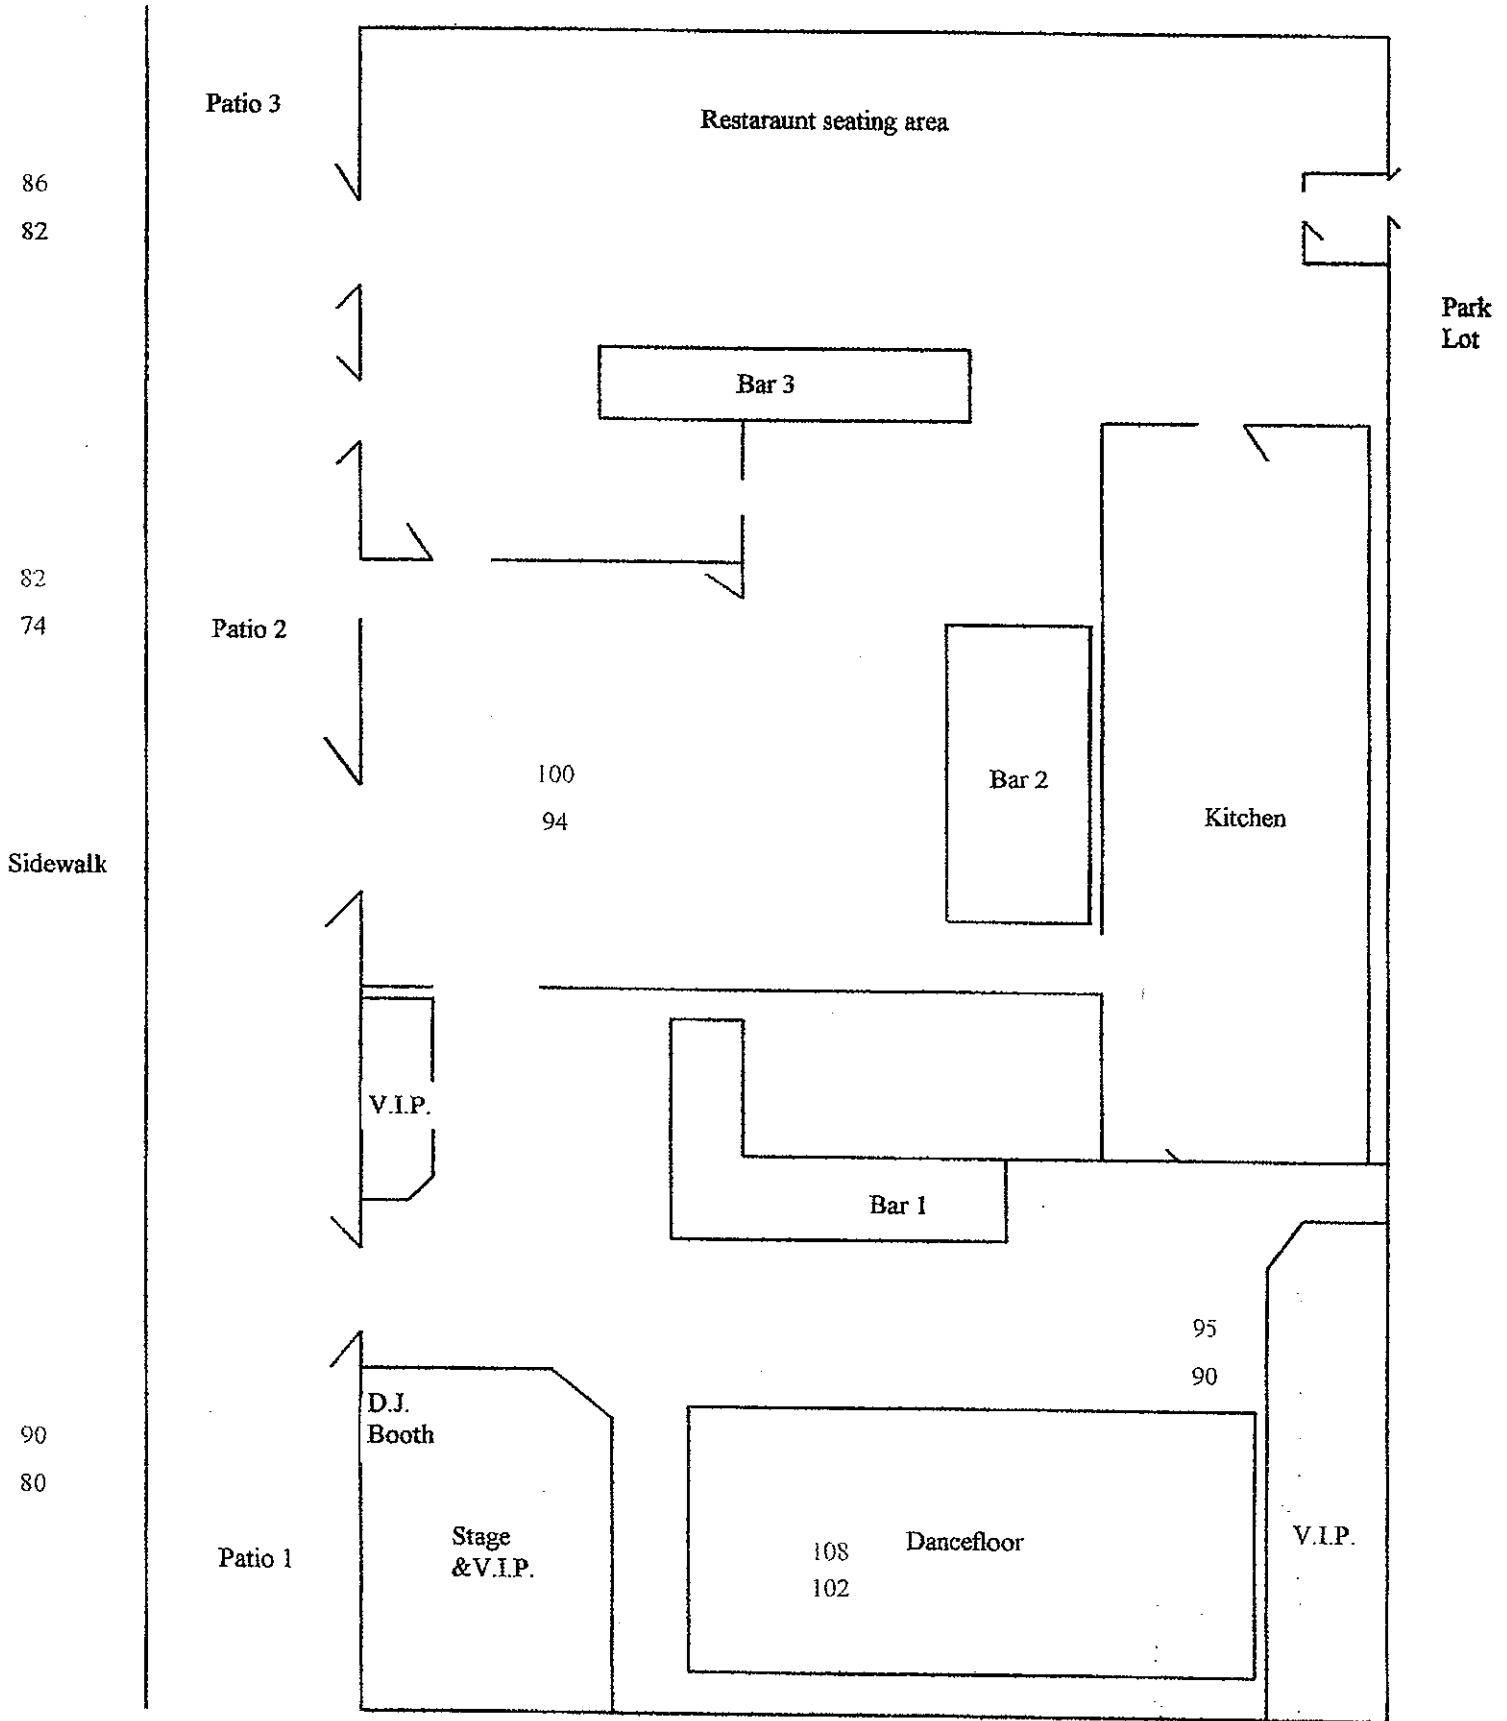 Patio 3
Restaraunt seating area
86
82
Park
Lot
Bar 3
82
74
Patio 2
100
94
Bar 2
Kitchen
Sidewalk
V.I.P.
Bar 1
95
90
D.J.
Booth
90
80
Stage
&V.I.P.
Patio 1
108
102
Dancefloor
V.I.P.